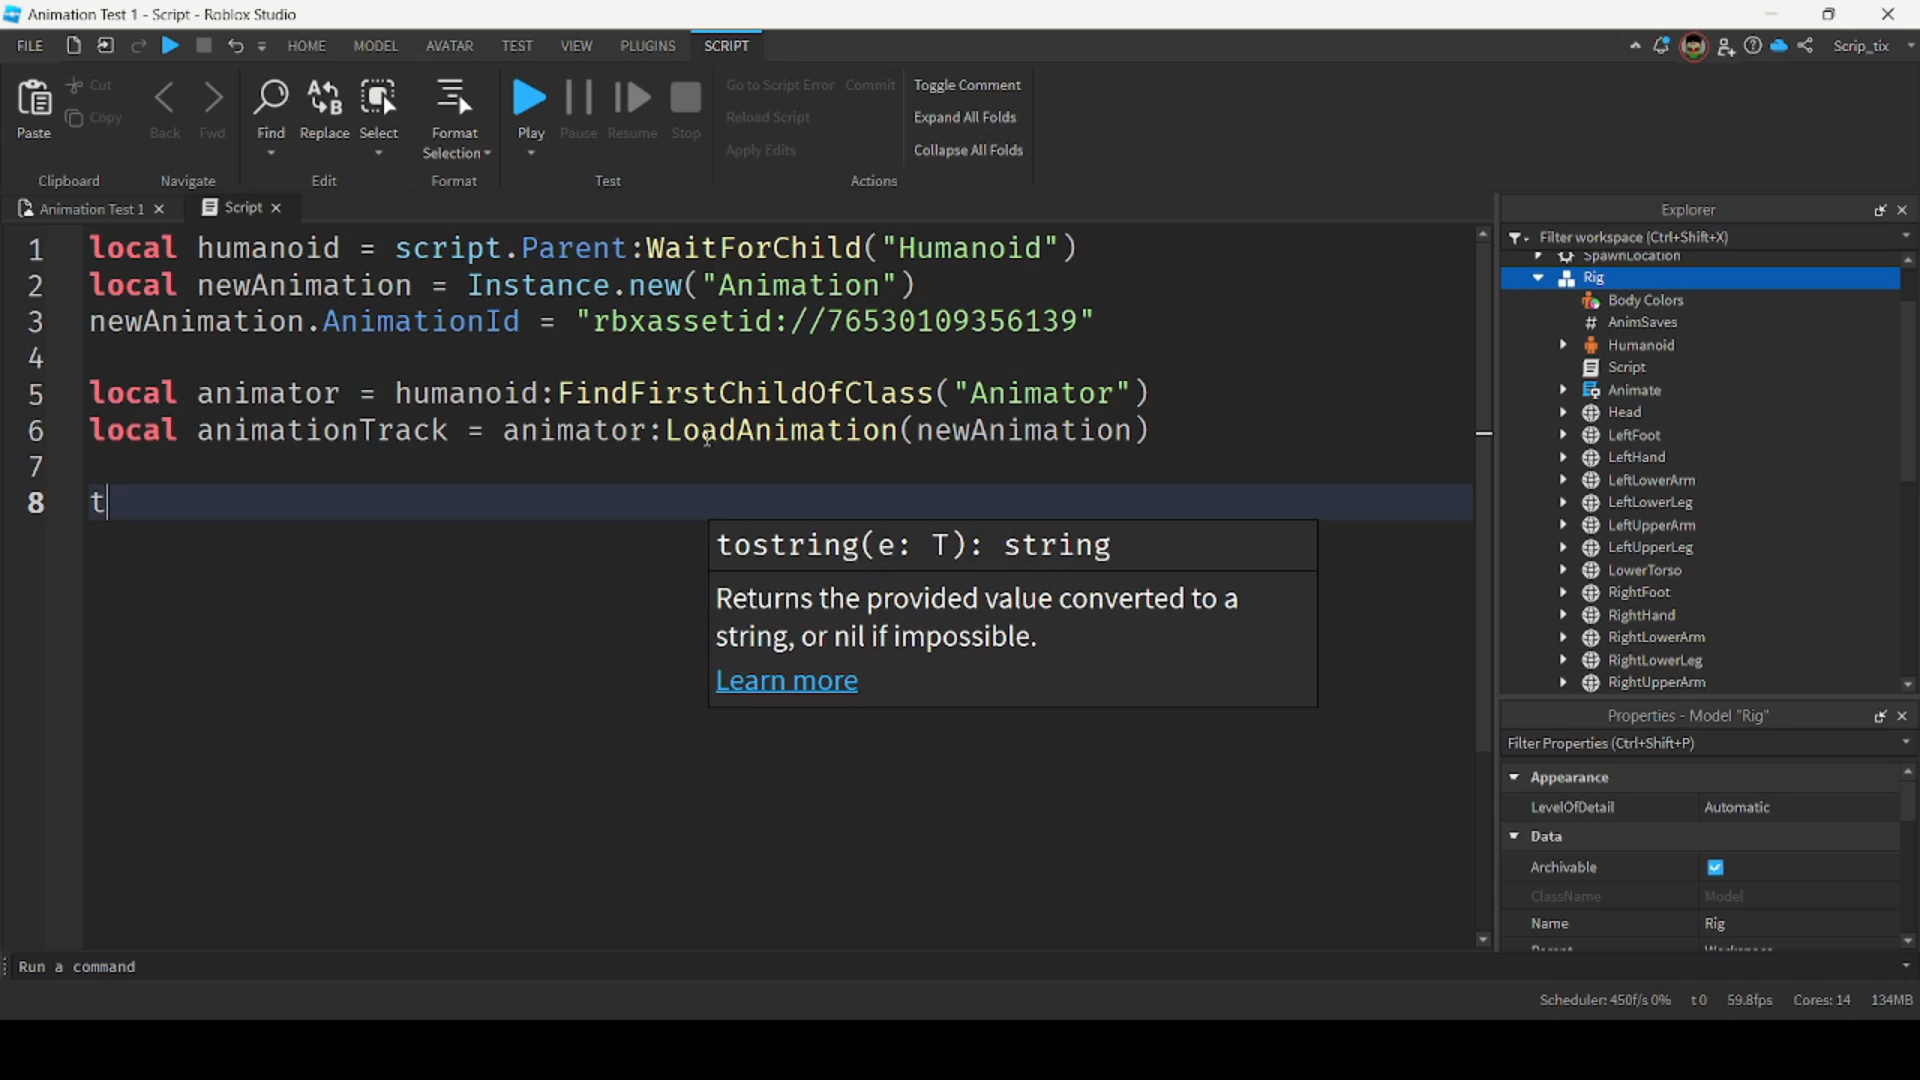 Animation Test 1 - Script - Roblox Studio
FILE HOME MODEL AVATAR TEST VIEW PLUGINS SCRIPT Scrip_tix
Paste Cut Copy
Clipboard
Back Fwd
Navigate
Find Replace Select
Edit
Format Selection
Format
Play Pause Resume Stop
Test
Go to Script Error Commit
Reload Script
Apply Edits
Toggle Comment
Expand All Folds
Collapse All Folds
Actions
Animation Test 1 Script
1 local humanoid = script.Parent:WaitForChild("Humanoid")
2 local newAnimation = Instance.new("Animation")
3 newAnimation.AnimationId = "rbxassetid://76530109356139"
4
5 local animator = humanoid:FindFirstChildOfClass("Animator")
6 local animationTrack = animator:LoadAnimation(newAnimation)
7
8 t
tostring(e: T): string
Returns the provided value converted to a
string, or nil if impossible.
Learn more
Explorer
Filter workspace (Ctrl+Shift+X)
SpawnLocation
Rig
Body Colors
AnimSaves
Humanoid
Script
Animate
Head
LeftFoot
LeftHand
LeftLowerArm
LeftLowerLeg
LeftUpperArm
LeftUpperLeg
LowerTorso
RightFoot
RightHand
RightLowerArm
RightLowerLeg
RightUpperArm
Properties - Model "Rig"
Filter Properties (Ctrl+Shift+P)
Appearance
LevelOfDetail Automatic
Data
Archivable
ClassName Model
Name Rig
Parent Workspace
Run a command
Scheduler: 450f/s 0% t 0 59.8fps Cores: 14 134MB